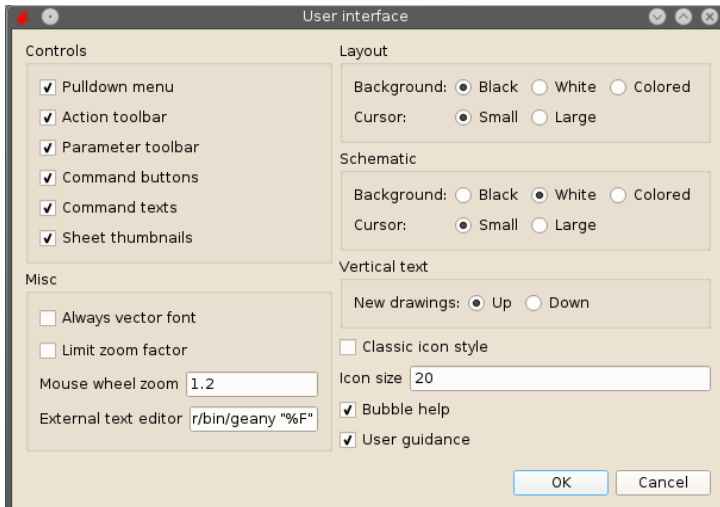 User interface
Controls
Pulldown menu
Action toolbar
Parameter toolbar
Command buttons
Command texts
Sheet thumbnails
Misc
Always vector font
Limit zoom factor
Mouse wheel zoom 1.2
External text editor r/bin/geany "%F"
Layout
Background: Black White Colored
Cursor: Small Large
Schematic
Background: Black White Colored
Cursor: Small Large
Vertical text
New drawings: Up Down
Classic icon style
Icon size 20
Bubble help
User guidance
OK Cancel